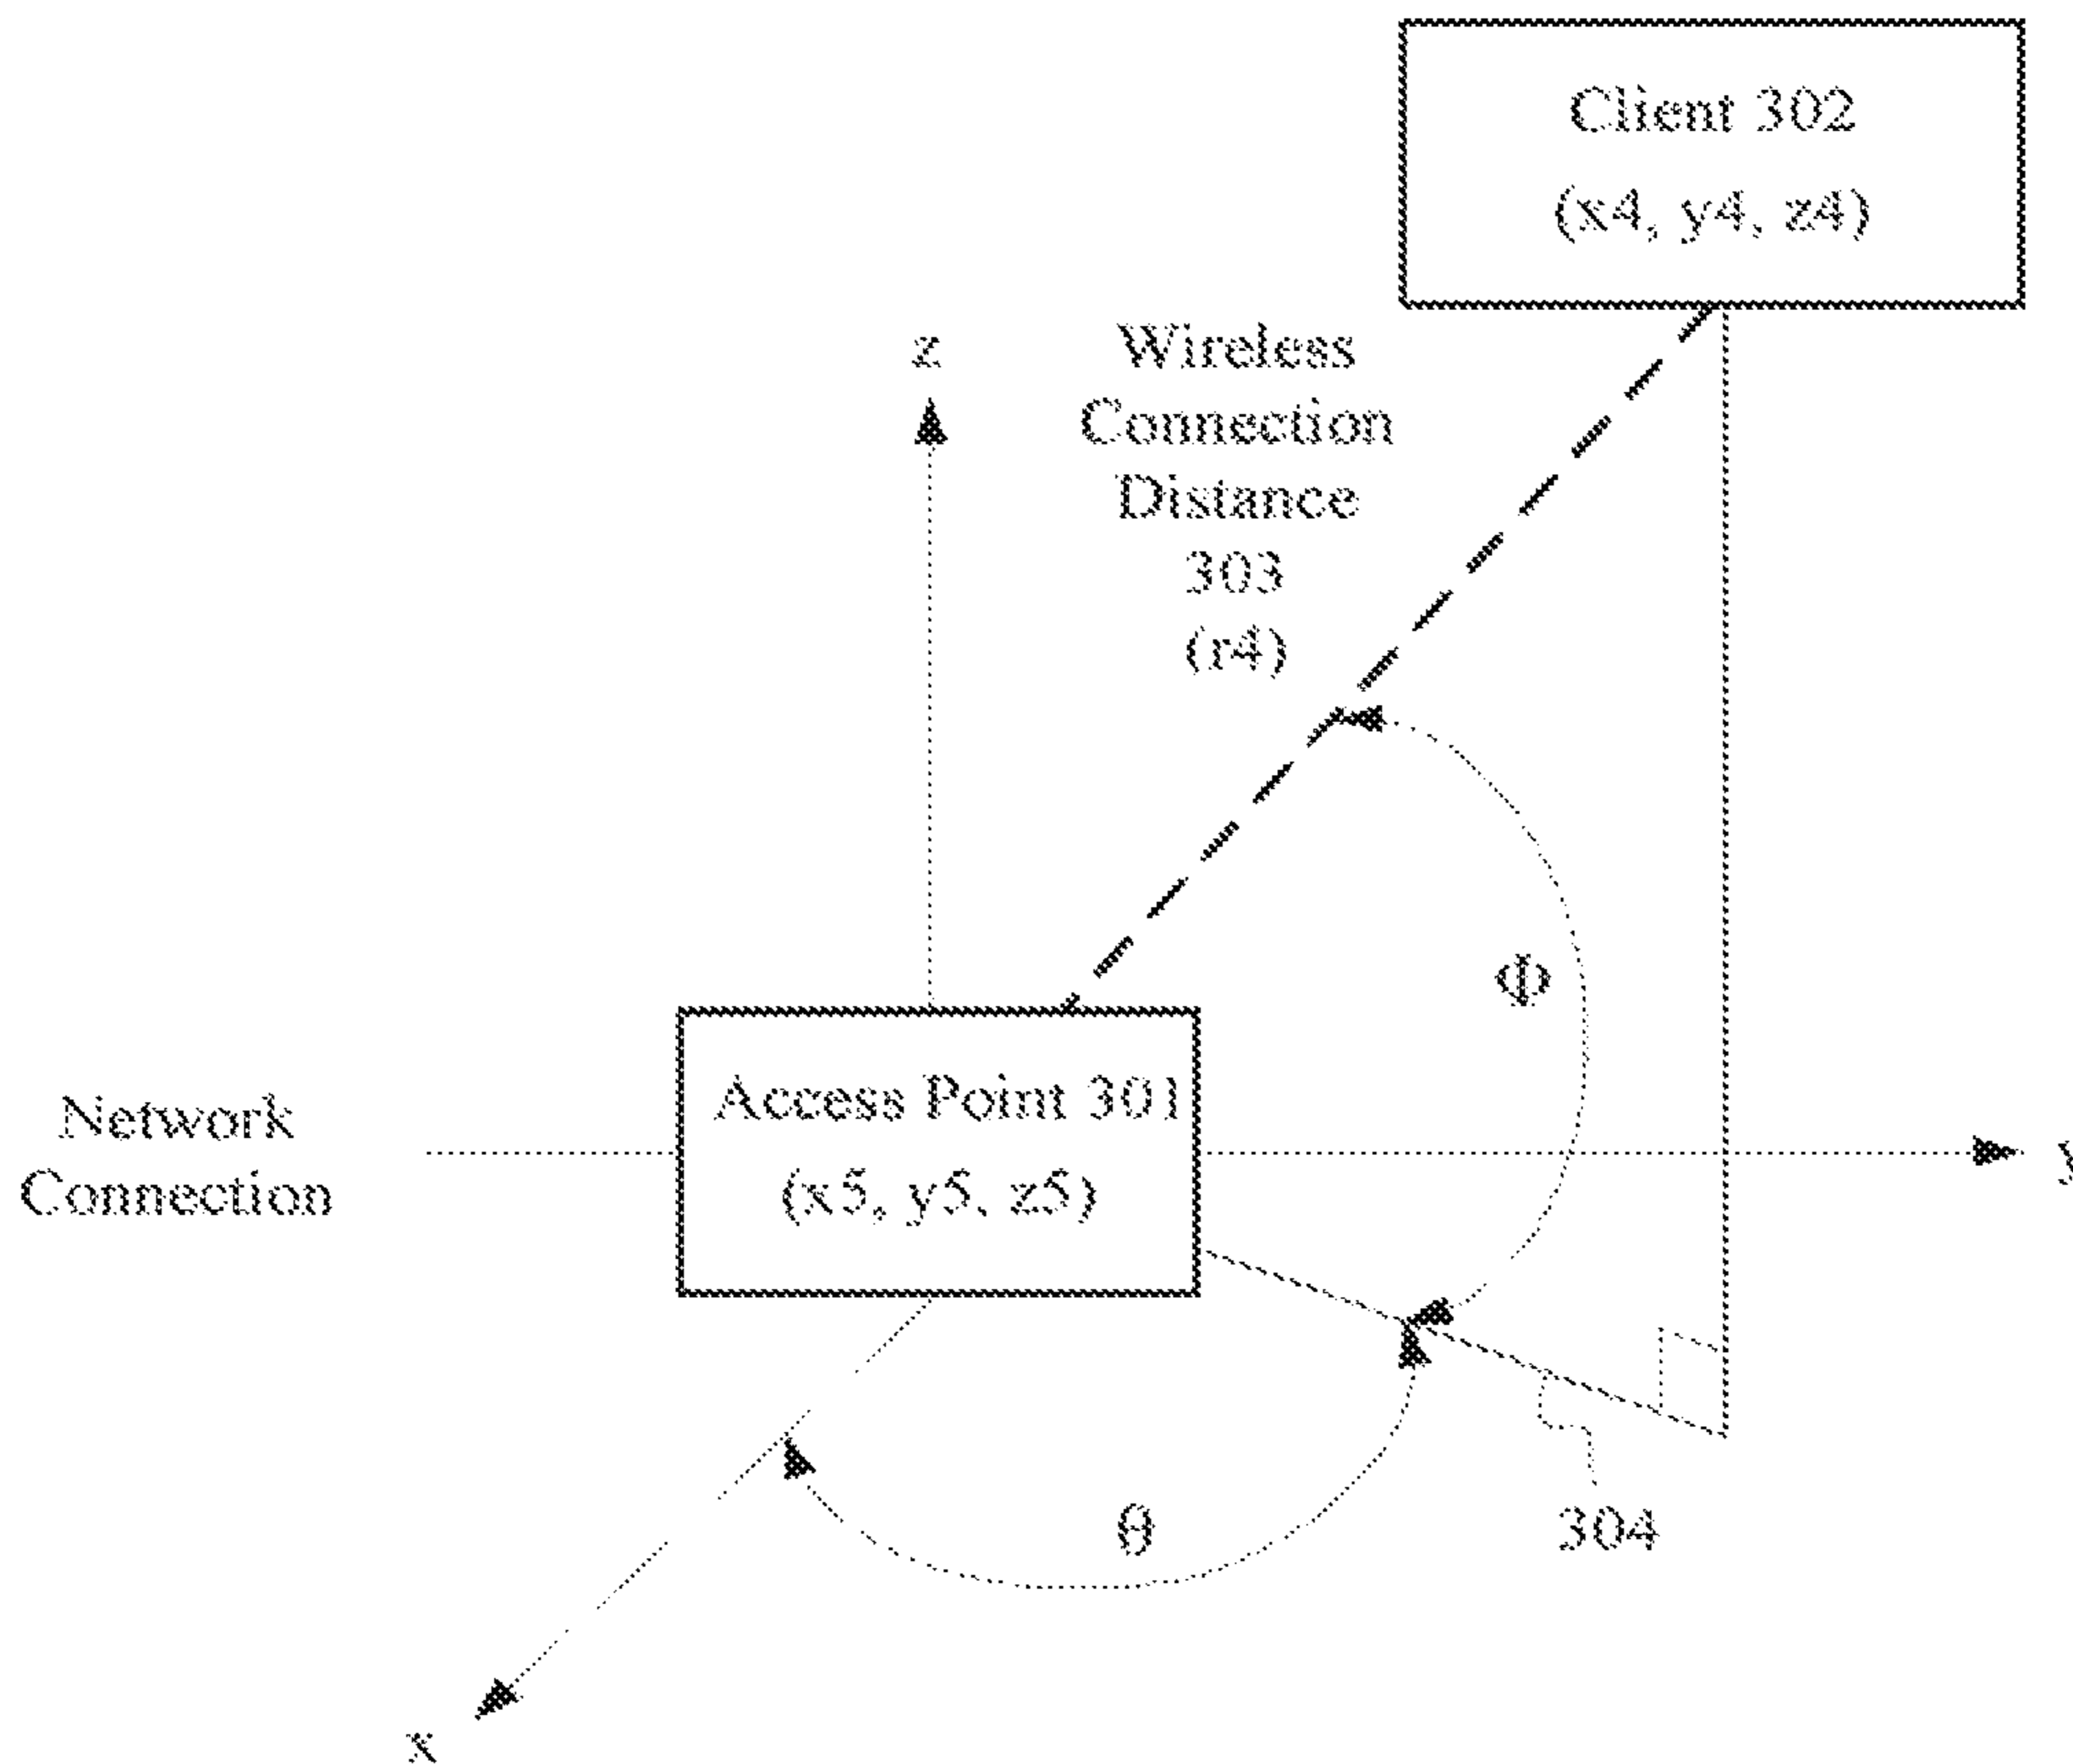 Client 302
(x4, y4, z4)
z
Wireless
Connection
Distance
303
(r4)
Φ
Access Point 301
(x5, y5, z5)
Network
Connection
y
θ
304
x